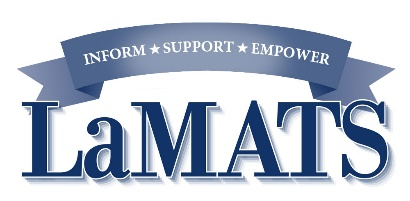 INFORM ★ SUPPORT ★ EMPOWER
LaMATS